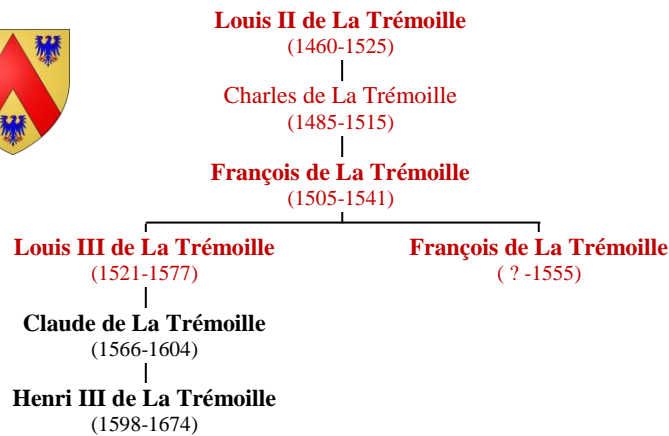 Louis II de La Trémoille
(1460-1525)
Charles de La Trémoille
(1485-1515)
François de La Trémoille
(1505-1541)
Louis III de La Trémoille
(1521-1577)
François de La Trémoille
( ? -1555)
Claude de La Trémoille
(1566-1604)
Henri III de La Trémoille
(1598-1674)